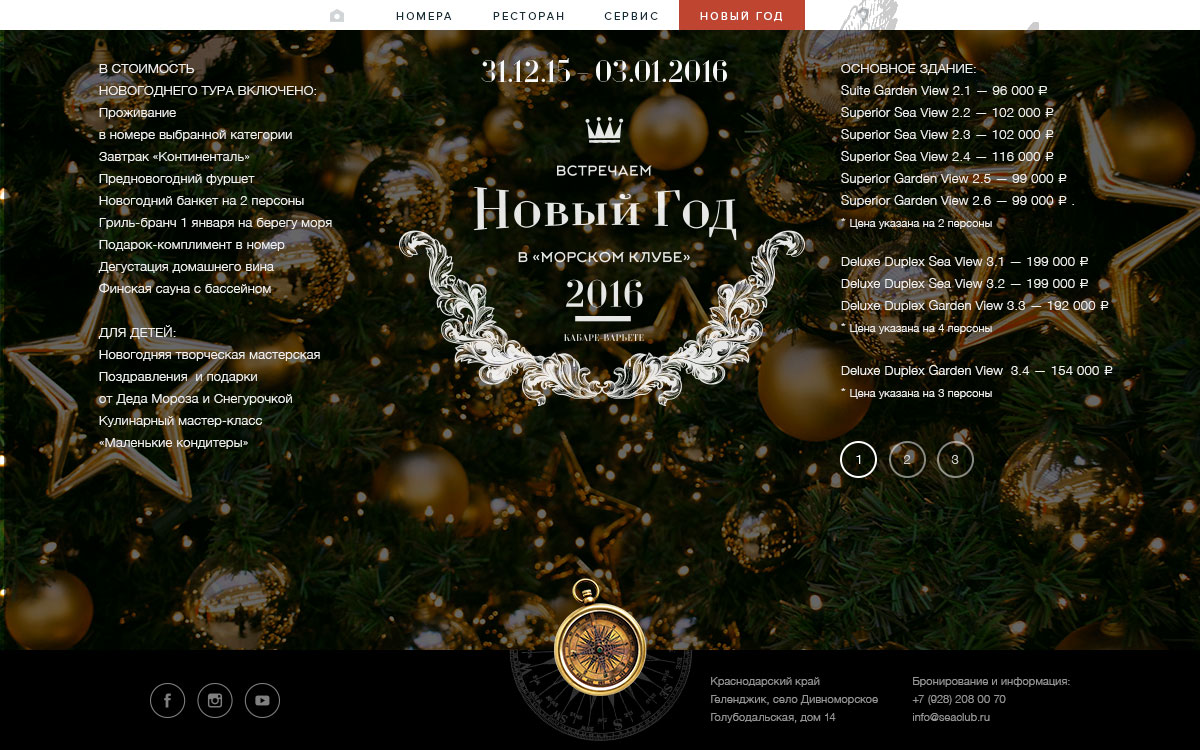 НОМЕРА
РЕСТОРАН
СЕРВИС
НОВЫЙ ГОД
В СТОИМОСТЬ
НОВОГОДНЕГО ТУРА ВКЛЮЧЕНО:
Проживание
в номере выбранной категории
Завтрак «Континенталь»
Предновогодний фуршет
Новогодний банкет на 2 персоны
Гриль-бранч 1 января на берегу моря
Подарок-комплимент в номер
Дегустация домашнего вина
Финская сауна с бассейном
ДЛЯ ДЕТЕЙ:
Новогодняя творческая мастерская
Поздравления и подарки
от Деда Мороза и Снегурочкой
Кулинарный мастер-класс
«Маленькие кондитеры»
31.12.15 - 03.01.2016
ВСТРЕЧАЕМ
Новый Год
В «МОРСКОМ КЛУБЕ»
2016
КАБАРЕ-ВАРЬЕТЕ
ОСНОВНОЕ ЗДАНИЕ:
Suite Garden View 2.1 — 96 000 ₽
Superior Sea View 2.2 — 102 000 ₽
Superior Sea View 2.3 — 102 000 ₽
Superior Sea View 2.4 — 116 000 ₽
Superior Garden View 2.5 — 99 000 ₽
Superior Garden View 2.6 — 99 000 ₽ .
* Цена указана на 2 персоны
Deluxe Duplex Sea View 3.1 — 199 000 ₽
Deluxe Duplex Sea View 3.2 — 199 000 ₽
Deluxe Duplex Garden View 3.3 — 192 000 ₽
* Цена указана на 4 персоны
Deluxe Duplex Garden View 3.4 — 154 000 ₽
* Цена указана на 3 персоны
1 2 3
Краснодарский край
Геленджик, село Дивноморское
Голубодальская, дом 14
Бронирование и информация:
+7 (928) 208 00 70
info@seaclub.ru